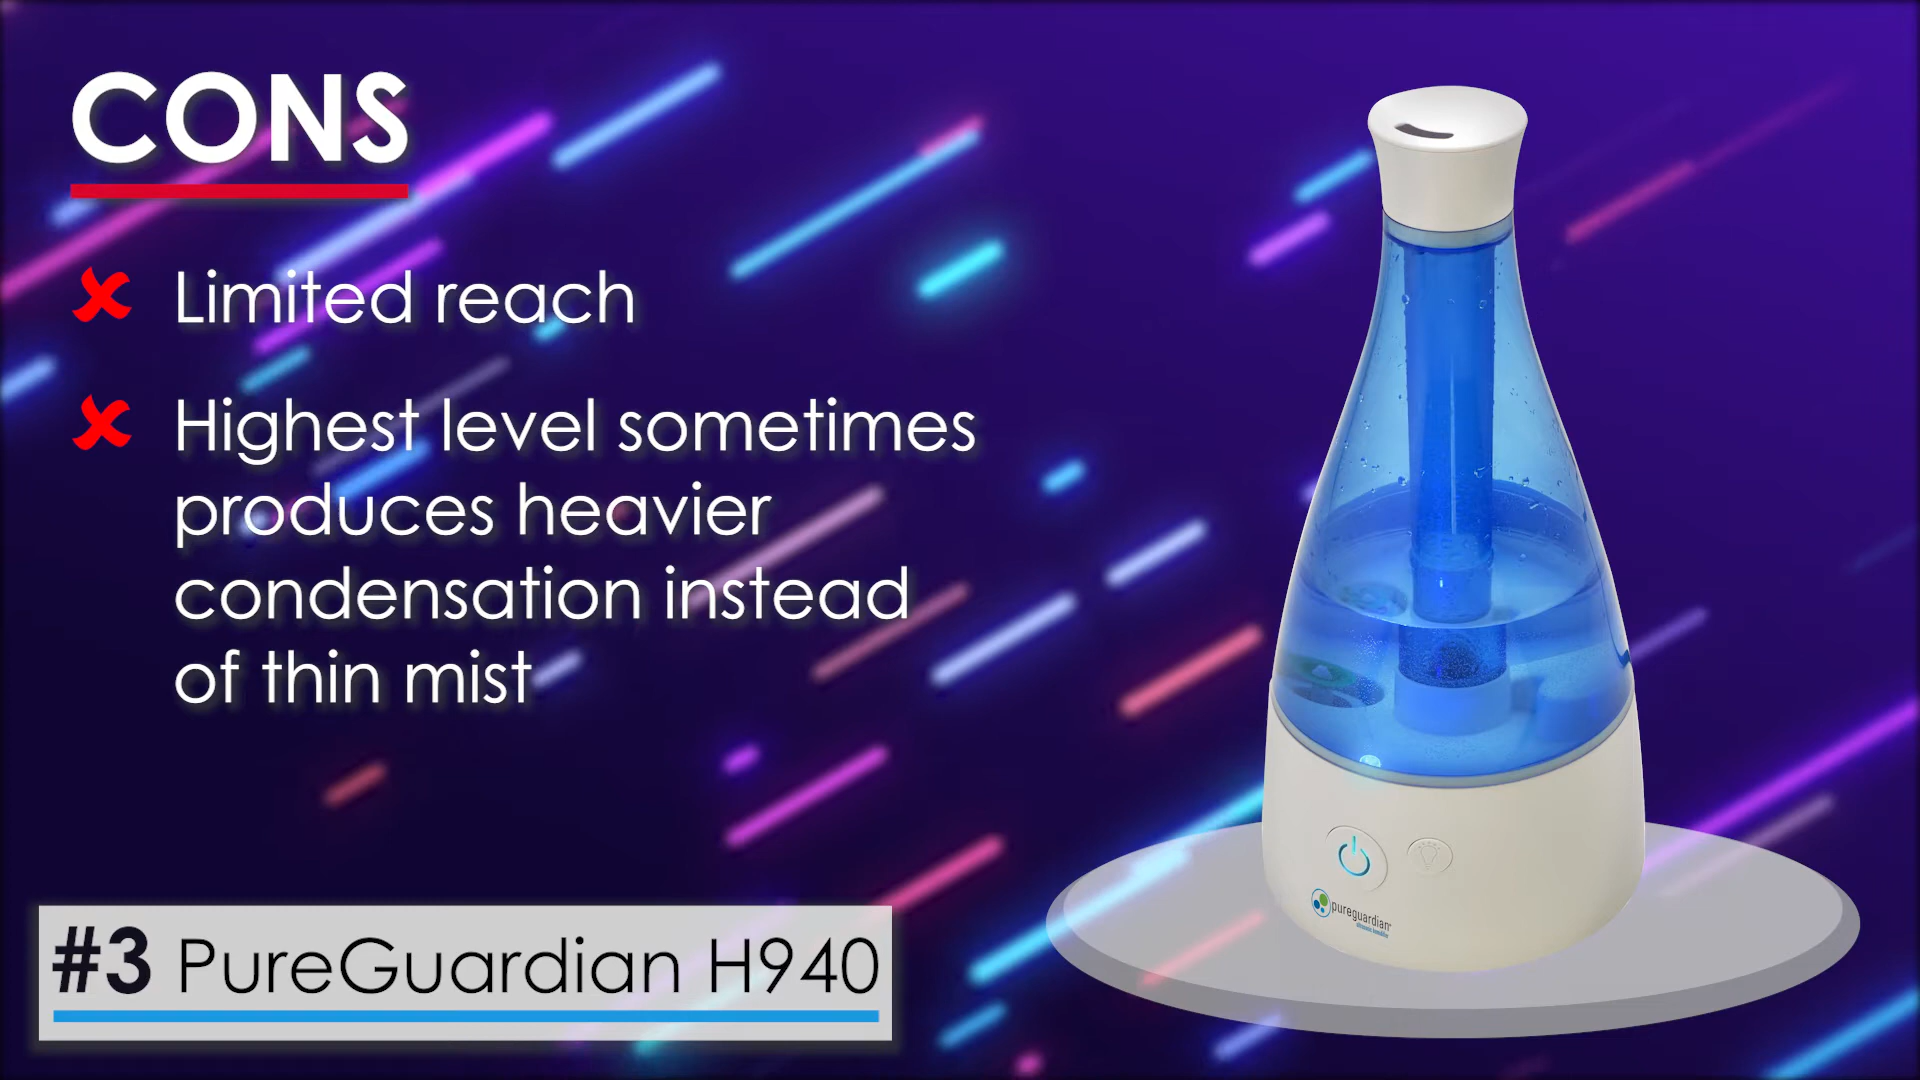 CONS
Limited reach
Highest level sometimes
produces heavier
condensation instead
of thin mist
pureguardian
#3 PureGuardian H940